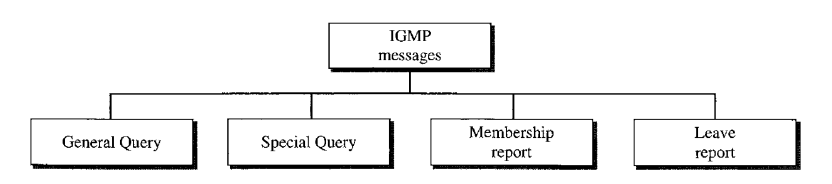 IGMP
messages
General Query
Special Query
Membership
report
Leave
report